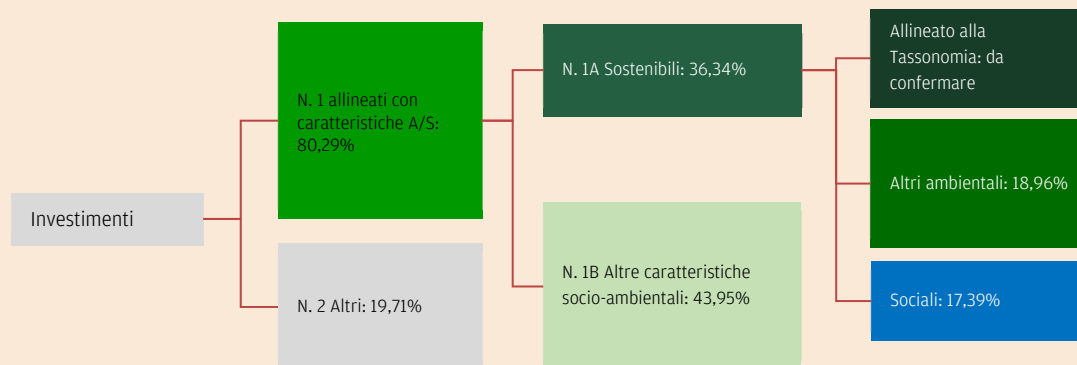 Investimenti
N. 1 allineati con
caratteristiche A/S:
80,29%
N. 2 Altri: 19,71%
N. 1A Sostenibili: 36,34%
N. 1B Altre caratteristiche
socio-ambientali: 43,95%
Allineato alla
Tassonomia: da
confermare
Altri ambientali: 18,96%
Sociali: 17,39%